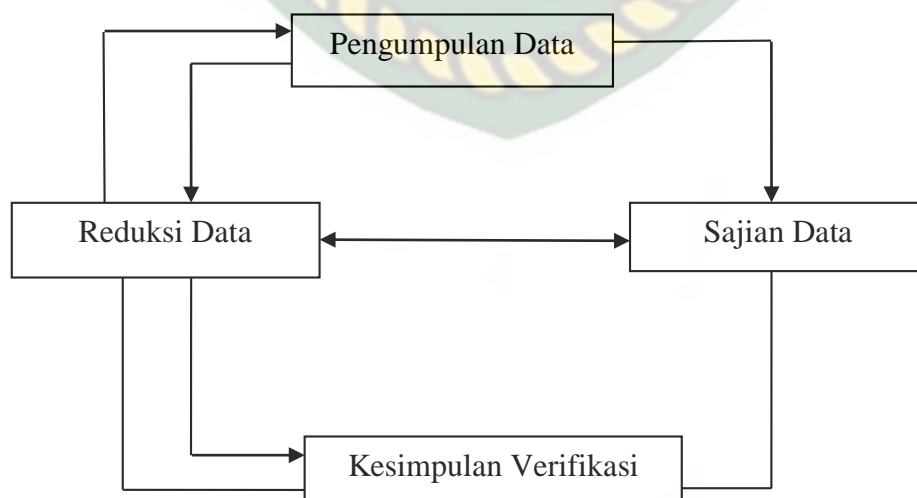 Pengumpulan Data
Reduksi Data
Sajian Data
Kesimpulan Verifikasi